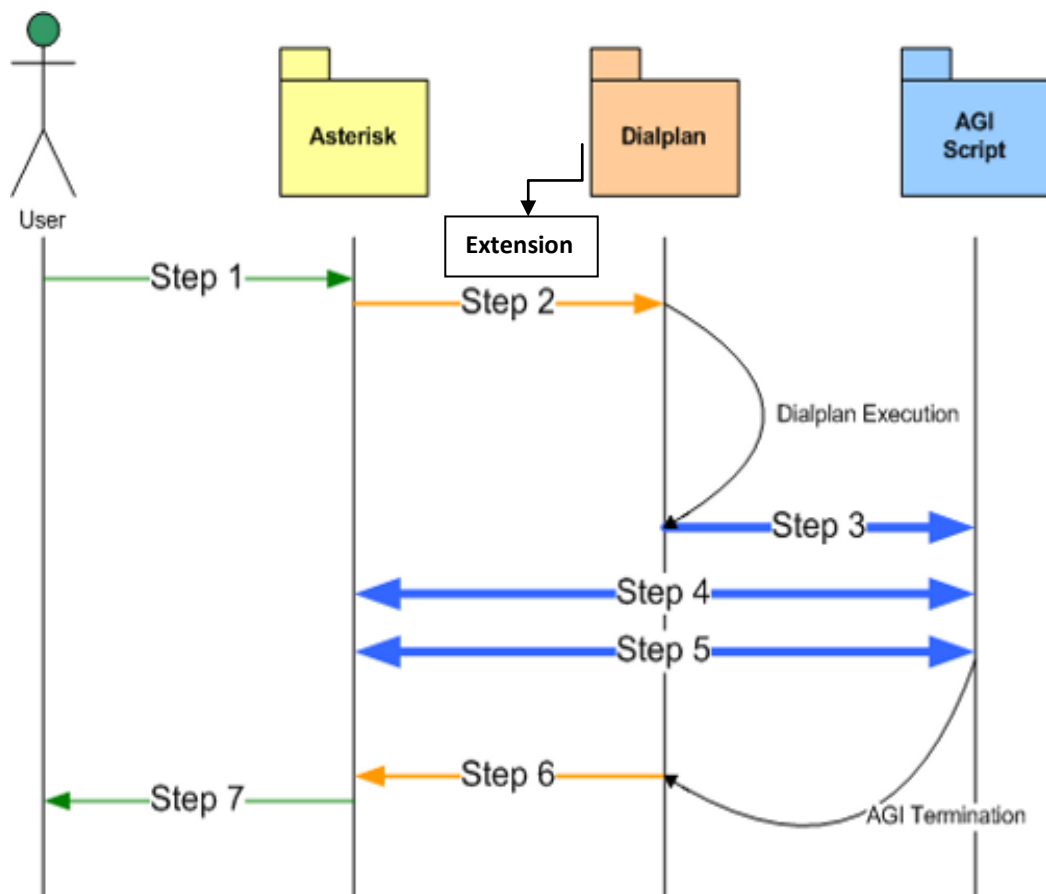 Asterisk
Dialplan
AGI
Script
User
Extension
Step 1
Step 2
Dialplan Execution
Step 3
Step 4
Step 5
Step 6
Step 7
AGI Termination